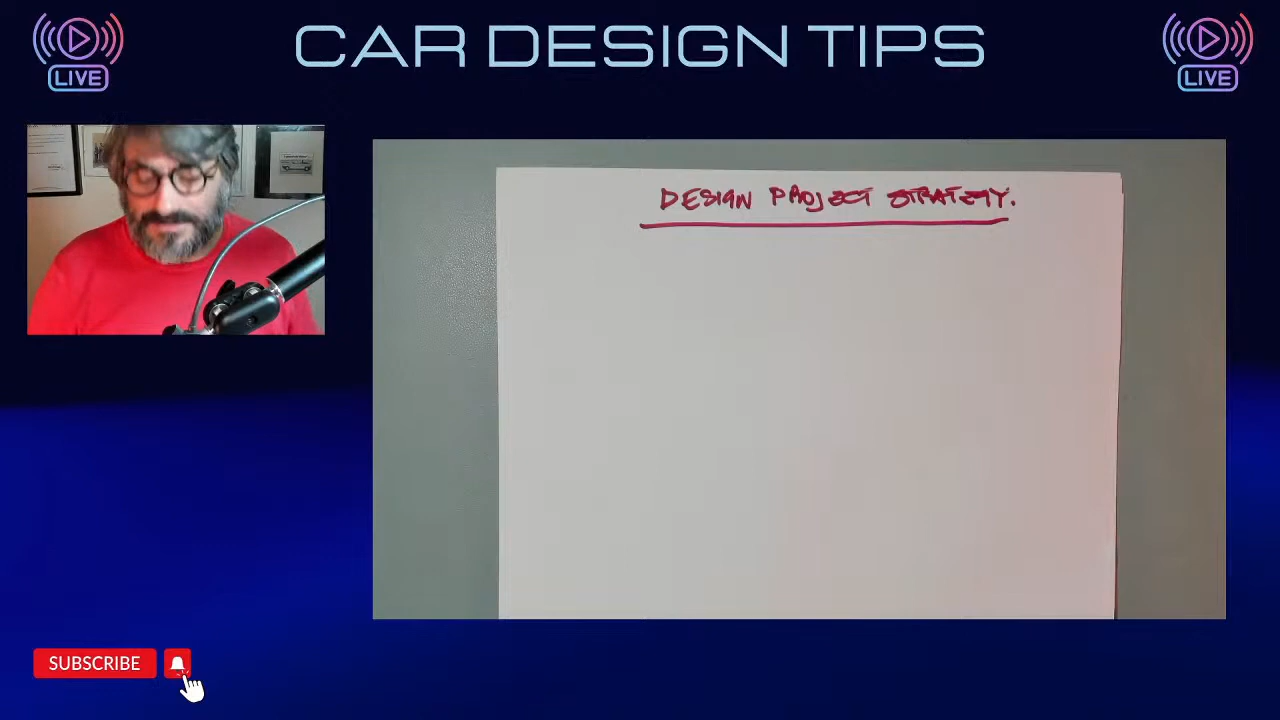 LIVE
CAR DESIGN TIPS
LIVE
DESIGN PROJECT STRATEGY.
SUBSCRIBE